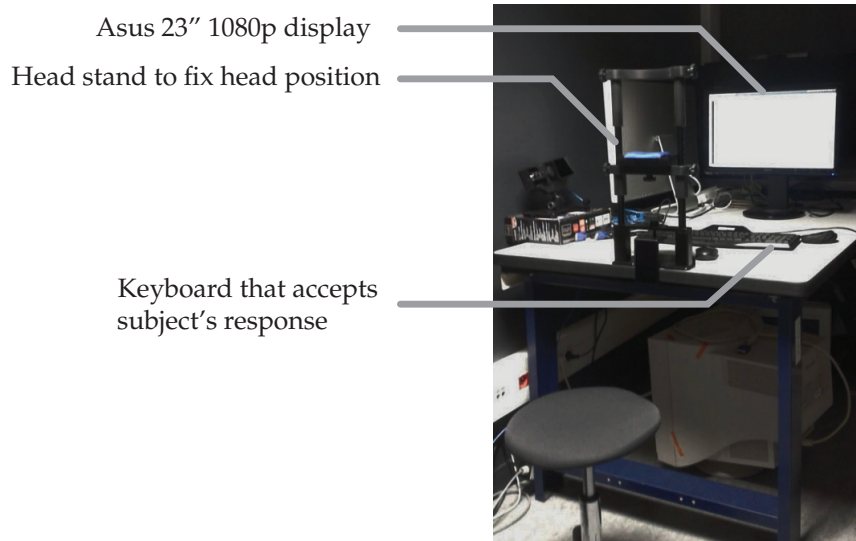 Asus 23” 1080p display
Head stand to fix head position
Keyboard that accepts
subject’s response